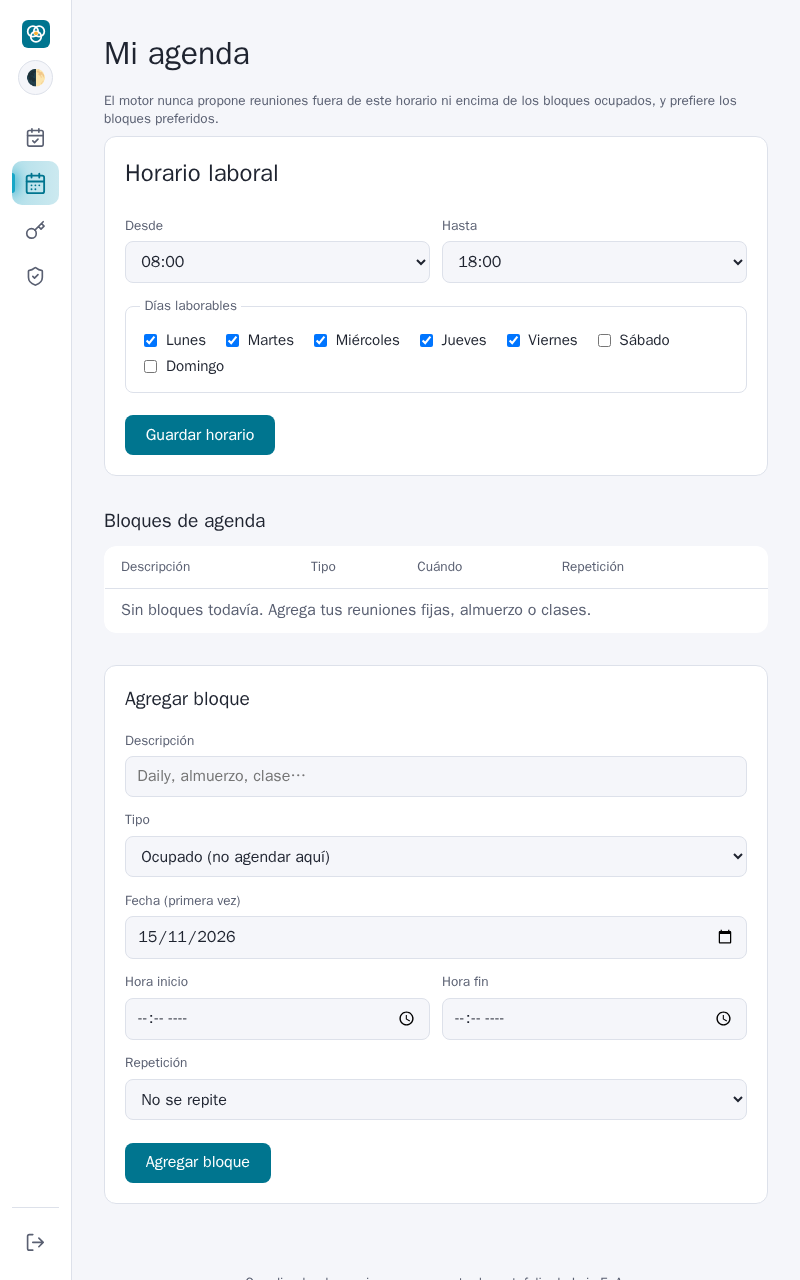 Mi agenda
El motor nunca propone reuniones fuera de este horario ni encima de los bloques ocupados, y prefiere los
bloques preferidos.
Horario laboral
Desde
Hasta
08:00
18:00
Días laborables
Lunes Martes Miércoles Jueves Viernes Sábado
Domingo
Guardar horario
Bloques de agenda
Descripción Tipo Cuándo Repetición
Sin bloques todavía. Agrega tus reuniones fijas, almuerzo o clases.
Agregar bloque
Descripción
Daily, almuerzo, clase…
Tipo
Ocupado (no agendar aquí)
Fecha (primera vez)
15/11/2026
Hora inicio
Hora fin
--:-- ----
--:-- ----
Repetición
No se repite
Agregar bloque